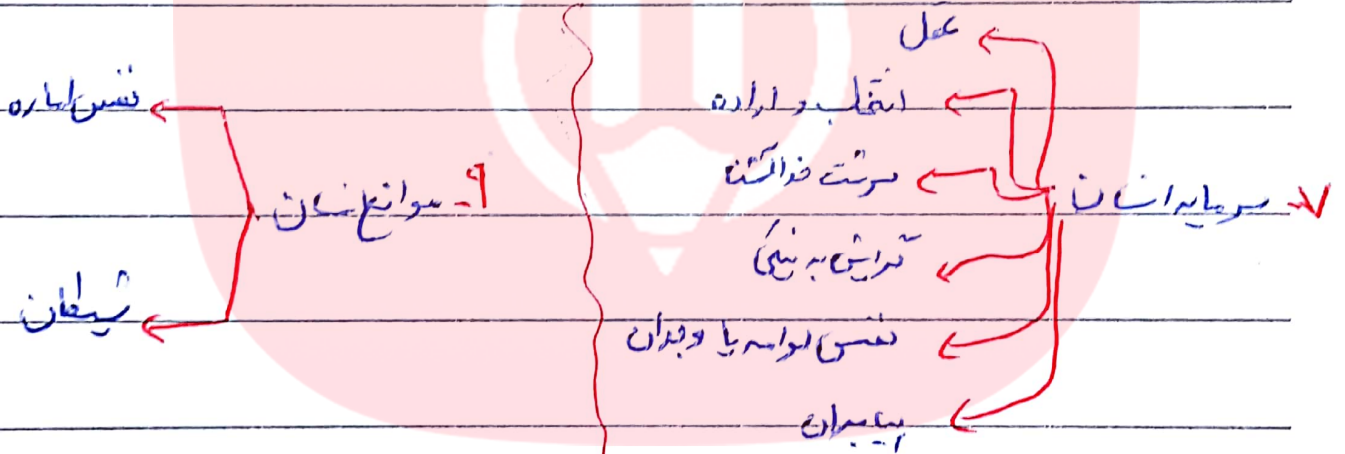 ۷- سرمایه انسان
عقل
انتخاب و اراده
سرشت خداآشنا
گرایش به نیکی
نفس لوامه یا وجدان
پیامبران
۹- موانع انسان
نفس اماره
شیطان